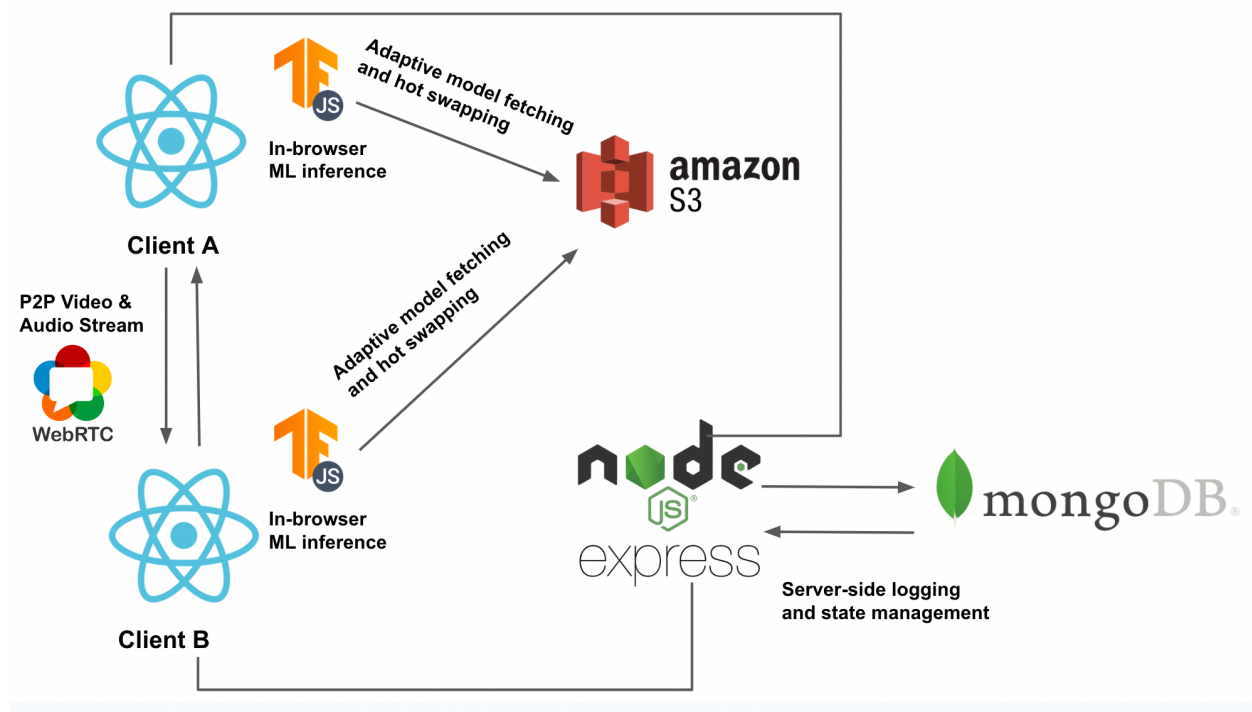 JS
In-browser
ML inference
Adaptive model fetching
and hot swapping
amazon
S3
Client A
P2P Video &
Audio Stream
WebRTC
Adaptive model fetching
and hot swapping
JS
In-browser
ML inference
Client B
node
JS®
express
mongoDB®
Server-side logging
and state management